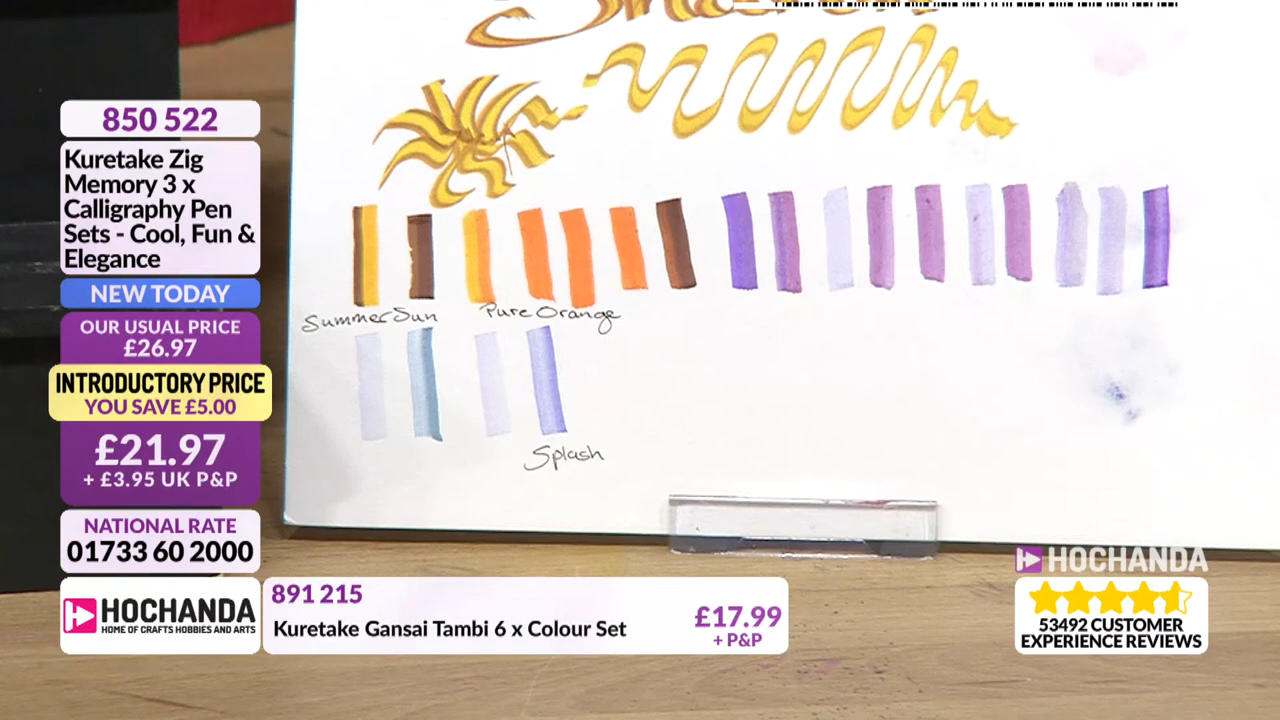 850 522
Kuretake Zig
Memory 3 x
Calligraphy Pen
Sets - Cool, Fun &
Elegance
NEW TODAY
OUR USUAL PRICE
£26.97
INTRODUCTORY PRICE
YOU SAVE £5.00
£21.97
+ £3.95 UK P&P
NATIONAL RATE
01733 60 2000
HOCHANDA
HOME OF CRAFTS HOBBIES AND ARTS
891 215
Kuretake Gansai Tambi 6 x Colour Set
£17.99
+ P&P
Summer Sun
Pure Orange
Splash
HOCHANDA
53492 CUSTOMER
EXPERIENCE REVIEWS